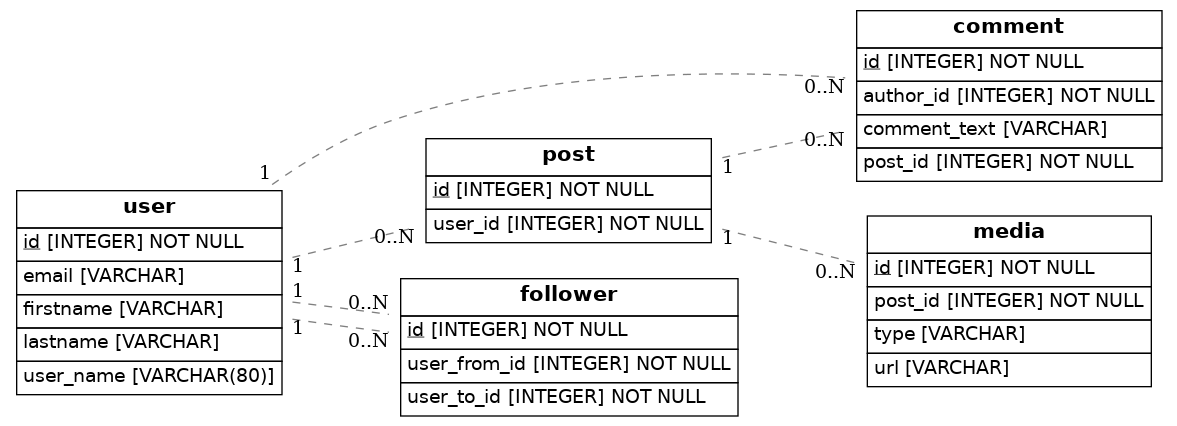 comment
id [INTEGER] NOT NULL
author_id [INTEGER] NOT NULL
comment_text [VARCHAR]
post_id [INTEGER] NOT NULL
0..N
0..N
post
id [INTEGER] NOT NULL
user_id [INTEGER] NOT NULL
1
1
0..N
user
id [INTEGER] NOT NULL
email [VARCHAR]
firstname [VARCHAR]
lastname [VARCHAR]
user_name [VARCHAR(80)]
1
1
1
1
0..N
0..N
0..N
follower
id [INTEGER] NOT NULL
user_from_id [INTEGER] NOT NULL
user_to_id [INTEGER] NOT NULL
media
id [INTEGER] NOT NULL
post_id [INTEGER] NOT NULL
type [VARCHAR]
url [VARCHAR]